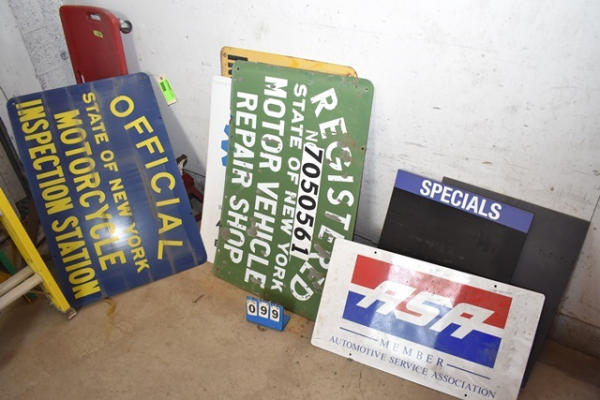 OFFICIAL
STATE OF NEW YORK
MOTORCYCLE
INSPECTION STATION
REGISTERED
No 7050561
STATE OF NEW YORK
MOTOR VEHICLE
REPAIR SHOP
099
SPECIALS
ASA
MEMBER
AUTOMOTIVE SERVICE ASSOCIATION